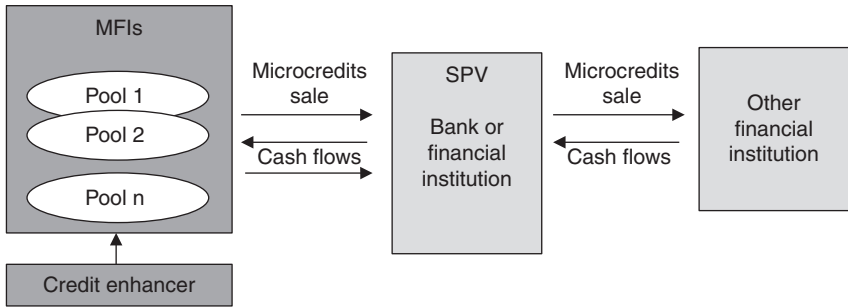 MFIs
Pool 1
Pool 2
Pool n
Credit enhancer
Microcredits
sale
Cash flows
SPV
Bank or
financial
institution
Microcredits
sale
Cash flows
Other
financial
institution